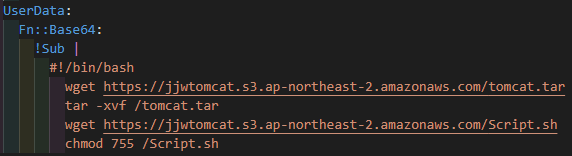 UserData:
Fn::Base64:
!Sub |
#!/bin/bash
wget https://jjwtomcat.s3.ap-northeast-2.amazonaws.com/tomcat.tar
tar -xvf /tomcat.tar
wget https://jjwtomcat.s3.ap-northeast-2.amazonaws.com/Script.sh
chmod 755 /Script.sh